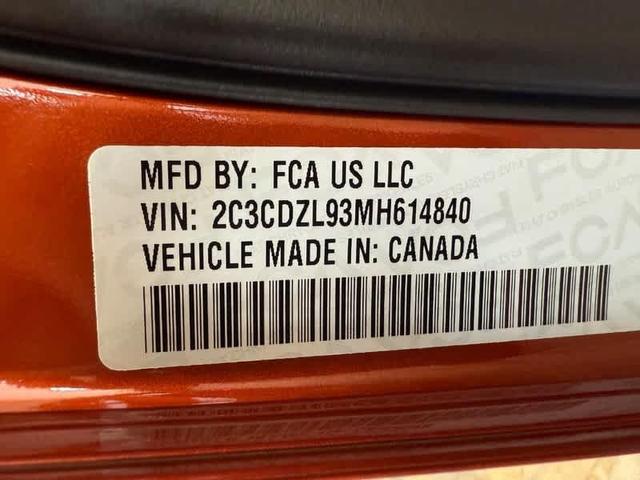 MFD BY: FCA US LLC
VIN: 2C3CDZL93MH614840
VEHICLE MADE IN: CANADA